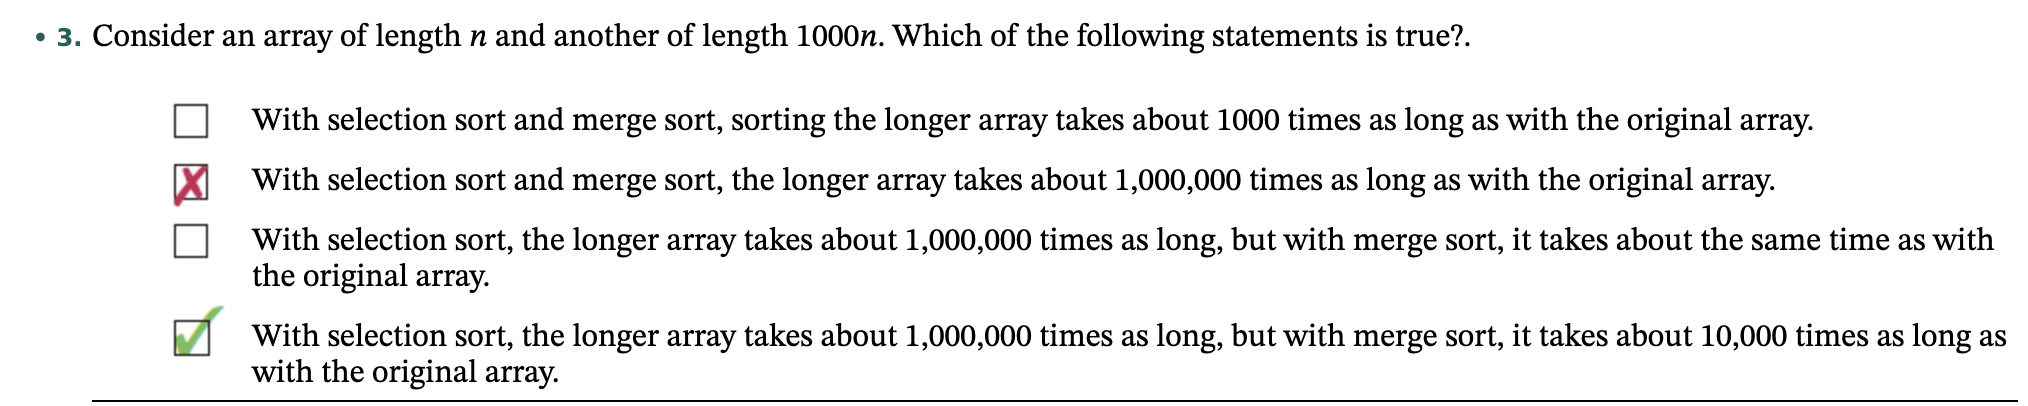 • 3. Consider an array of length n and another of length 1000n. Which of the following statements is true?.
With selection sort and merge sort, sorting the longer array takes about 1000 times as long as with the original array.
With selection sort and merge sort, the longer array takes about 1,000,000 times as long as with the original array.
With selection sort, the longer array takes about 1,000,000 times as long, but with merge sort, it takes about the same time as with
the original array.
With selection sort, the longer array takes about 1,000,000 times as long, but with merge sort, it takes about 10,000 times as long as
with the original array.